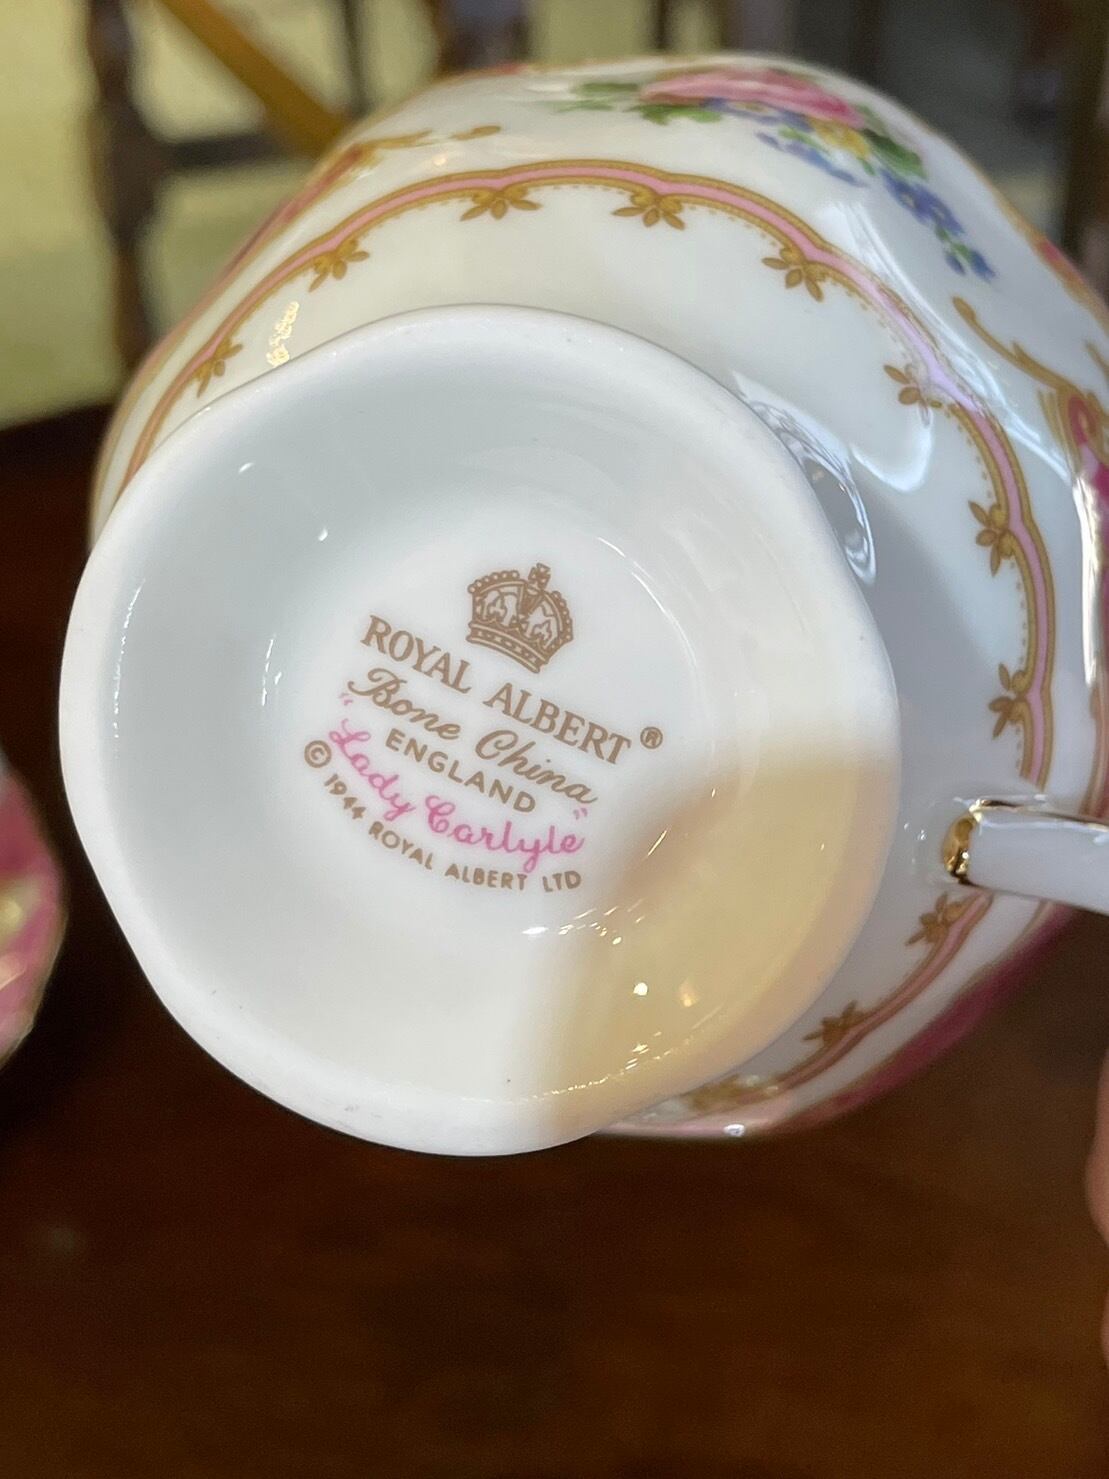 ROYAL ALBERT®
Bone China
ENGLAND
"Lady Carlyle"
© 1944 ROYAL ALBERT LTD